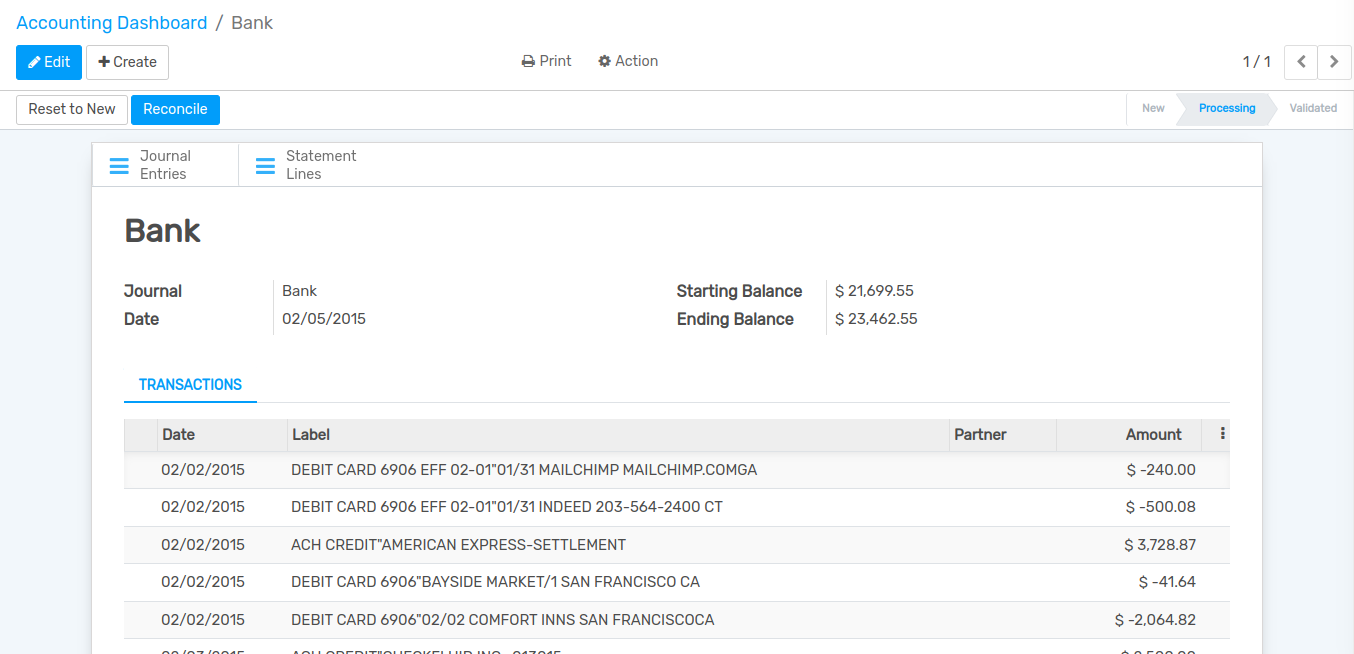 Accounting Dashboard / Bank
Edit Create Print Action 1 / 1
Reset to New Reconcile New Processing Validated
Journal Entries
Statement Lines
Bank
Journal Bank Starting Balance $ 21,699.55
Date 02/05/2015 Ending Balance $ 23,462.55
TRANSACTIONS
Date Label Partner Amount
02/02/2015 DEBIT CARD 6906 EFF 02-01"01/31 MAILCHIMP MAILCHIMP.COMGA $ -240.00
02/02/2015 DEBIT CARD 6906 EFF 02-01"01/31 INDEED 203-564-2400 CT $ -500.08
02/02/2015 ACH CREDIT"AMERICAN EXPRESS-SETTLEMENT $ 3,728.87
02/02/2015 DEBIT CARD 6906"BAYSIDE MARKET/1 SAN FRANCISCO CA $ -41.64
02/02/2015 DEBIT CARD 6906"02/02 COMFORT INNS SAN FRANCISCOCA $ -2,064.82